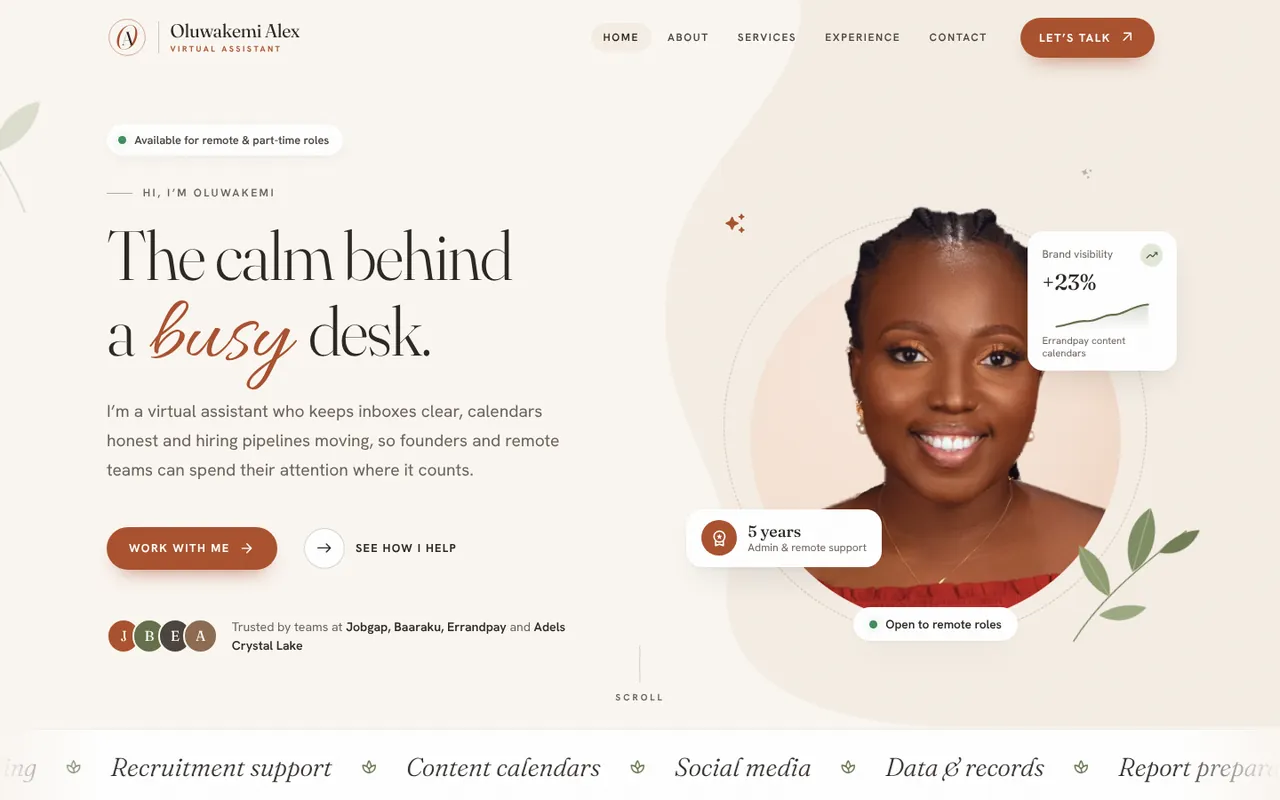 Oluwakemi Alex
VIRTUAL ASSISTANT
HOME
ABOUT
SERVICES
EXPERIENCE
CONTACT
LET'S TALK
Available for remote & part-time roles
HI, I'M OLUWAKEMI
The calm behind
a busy desk.
I'm a virtual assistant who keeps inboxes clear, calendars
honest and hiring pipelines moving, so founders and remote
teams can spend their attention where it counts.
WORK WITH ME
SEE HOW I HELP
J B E A
Trusted by teams at Jobgap, Baaraku, Errandpay and Adels
Crystal Lake
Brand visibility
+23%
Errandpay content
calendars
5 years
Admin & remote support
Open to remote roles
SCROLL
Recruitment support
Content calendars
Social media
Data & records
Report